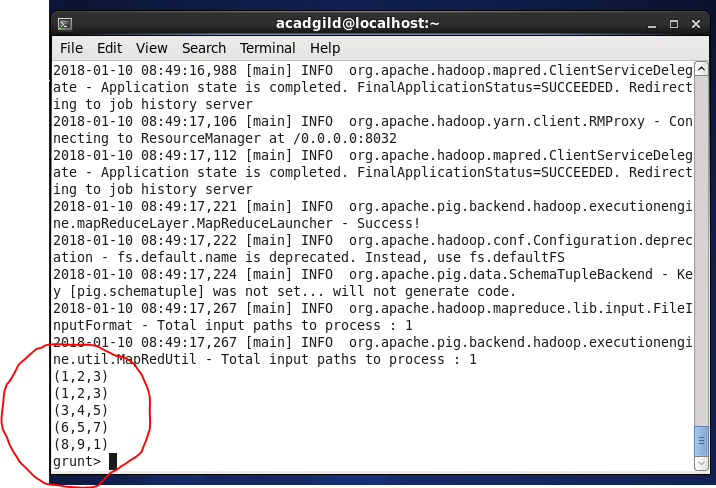 acadgild@localhost:~
File Edit View Search Terminal Help
2018-01-10 08:49:16,988 [main] INFO  org.apache.hadoop.mapred.ClientServiceDeleg
ate - Application state is completed. FinalApplicationStatus=SUCCEEDED. Redirect
ing to job history server
2018-01-10 08:49:17,106 [main] INFO  org.apache.hadoop.yarn.client.RMProxy - Con
necting to ResourceManager at /0.0.0.0:8032
2018-01-10 08:49:17,112 [main] INFO  org.apache.hadoop.mapred.ClientServiceDeleg
ate - Application state is completed. FinalApplicationStatus=SUCCEEDED. Redirect
ing to job history server
2018-01-10 08:49:17,221 [main] INFO  org.apache.pig.backend.hadoop.executionengi
ne.mapReduceLayer.MapReduceLauncher - Success!
2018-01-10 08:49:17,222 [main] INFO  org.apache.hadoop.conf.Configuration.deprec
ation - fs.default.name is deprecated. Instead, use fs.defaultFS
2018-01-10 08:49:17,224 [main] INFO  org.apache.pig.data.SchemaTupleBackend - Ke
y [pig.schematuple] was not set... will not generate code.
2018-01-10 08:49:17,267 [main] INFO  org.apache.hadoop.mapreduce.lib.input.FileI
nputFormat - Total input paths to process : 1
2018-01-10 08:49:17,267 [main] INFO  org.apache.pig.backend.hadoop.executionengi
ne.util.MapRedUtil - Total input paths to process : 1
(1,2,3)
(1,2,3)
(3,4,5)
(6,5,7)
(8,9,1)
grunt>